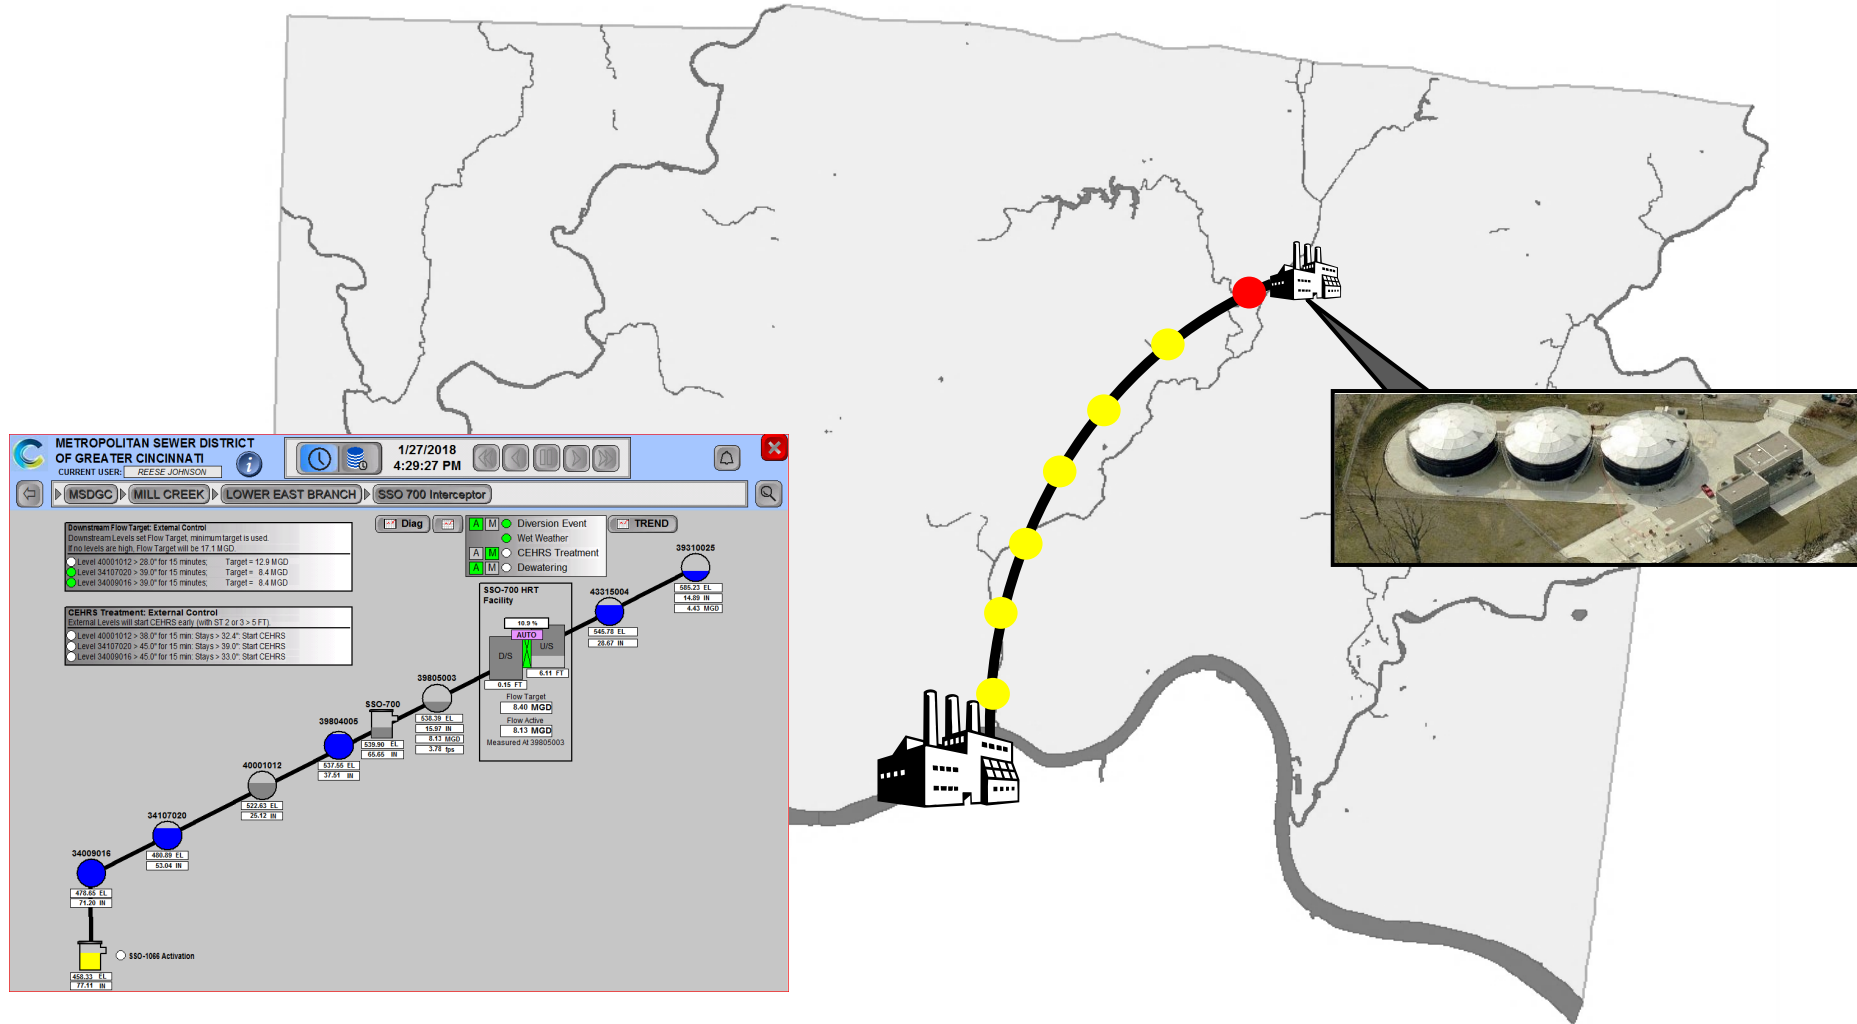 METROPOLITAN SEWER DISTRICT
OF GREATER CINCINNATI
CURRENT USER: REESE JOHNSON
i
1/27/2018
4:29:27 PM
MSDGC
MILL CREEK
LOWER EAST BRANCH
SSO 700 Interceptor
Downstream Flow Target: External Control
Downstream Levels set Flow Target, minimum target is used.
If no levels are high, Flow Target will be 17.1 MGD.
Level 40001012 > 28.0" for 15 minutes; Target = 12.9 MGD
Level 34107020 > 39.0" for 15 minutes; Target = 8.4 MGD
Level 34009016 > 39.0" for 15 minutes; Target = 8.4 MGD
CEHRS Treatment: External Control
External Levels will start CEHRS early (with ST 2 or 3 > 5 FT).
Level 40001012 > 38.0" for 15 min: Stays > 32.4": Start CEHRS
Level 34107020 > 45.0" for 15 min: Stays > 39.0": Start CEHRS
Level 34009016 > 45.0" for 15 min: Stays > 33.0": Start CEHRS
Diag
A M Diversion Event
Wet Weather
A M CEHRS Treatment
A M Dewatering
TREND
39310025
585.23 EL
14.89 IN
4.43 MGD
43315004
545.78 EL
28.67 IN
SSO-700 HRT
Facility
10.9 %
AUTO
D/S
U/S
6.11 FT
0.15 FT
Flow Target
8.40 MGD
Flow Active
8.13 MGD
Measured At 39805003
39805003
538.39 EL
15.97 IN
8.13 MGD
3.78 fps
SSO-700
539.90 EL
65.65 IN
39804005
537.55 EL
37.51 IN
40001012
522.63 EL
25.12 IN
34107020
480.89 EL
53.04 IN
34009016
478.65 EL
71.20 IN
SSO-1066 Activation
458.33 EL
77.11 IN